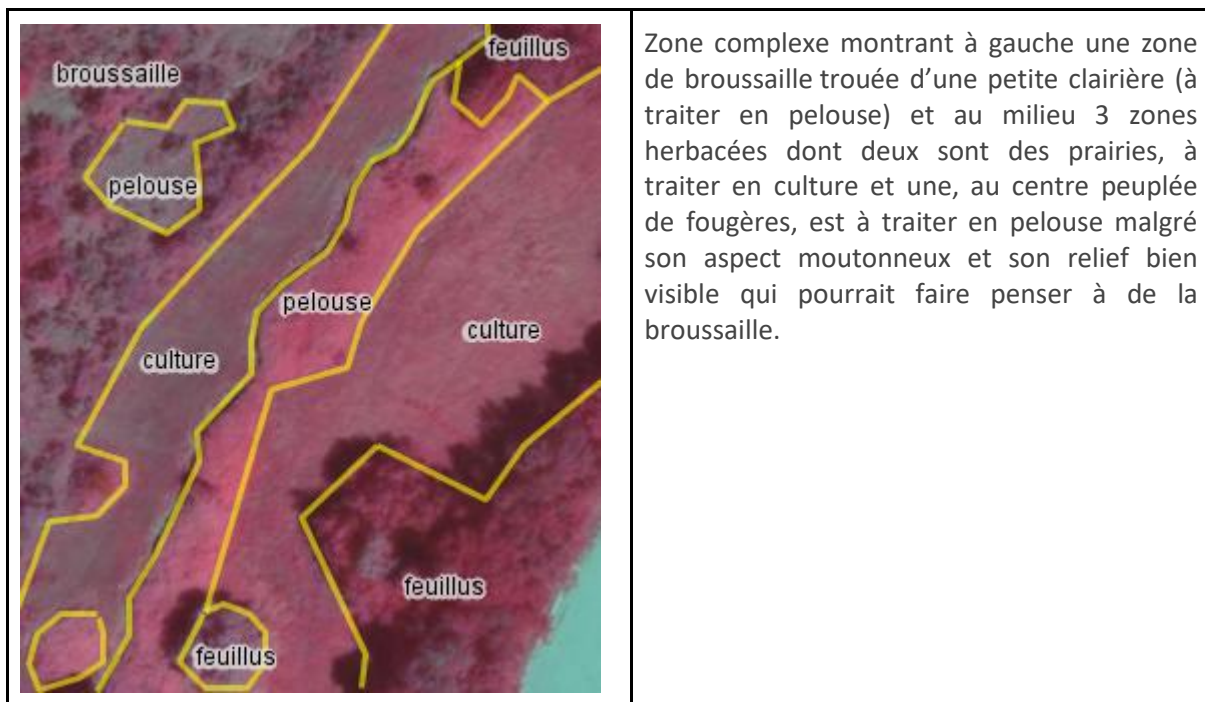 feuillus
broussaille
pelouse
pelouse
culture
culture
feuillus
feuillus
Zone complexe montrant à gauche une zone
de broussaille trouée d’une petite clairière (à
traiter en pelouse) et au milieu 3 zones
herbacées dont deux sont des prairies, à
traiter en culture et une, au centre peuplée
de fougères, est à traiter en pelouse malgré
son aspect moutonneux et son relief bien
visible qui pourrait faire penser à de la
broussaille.